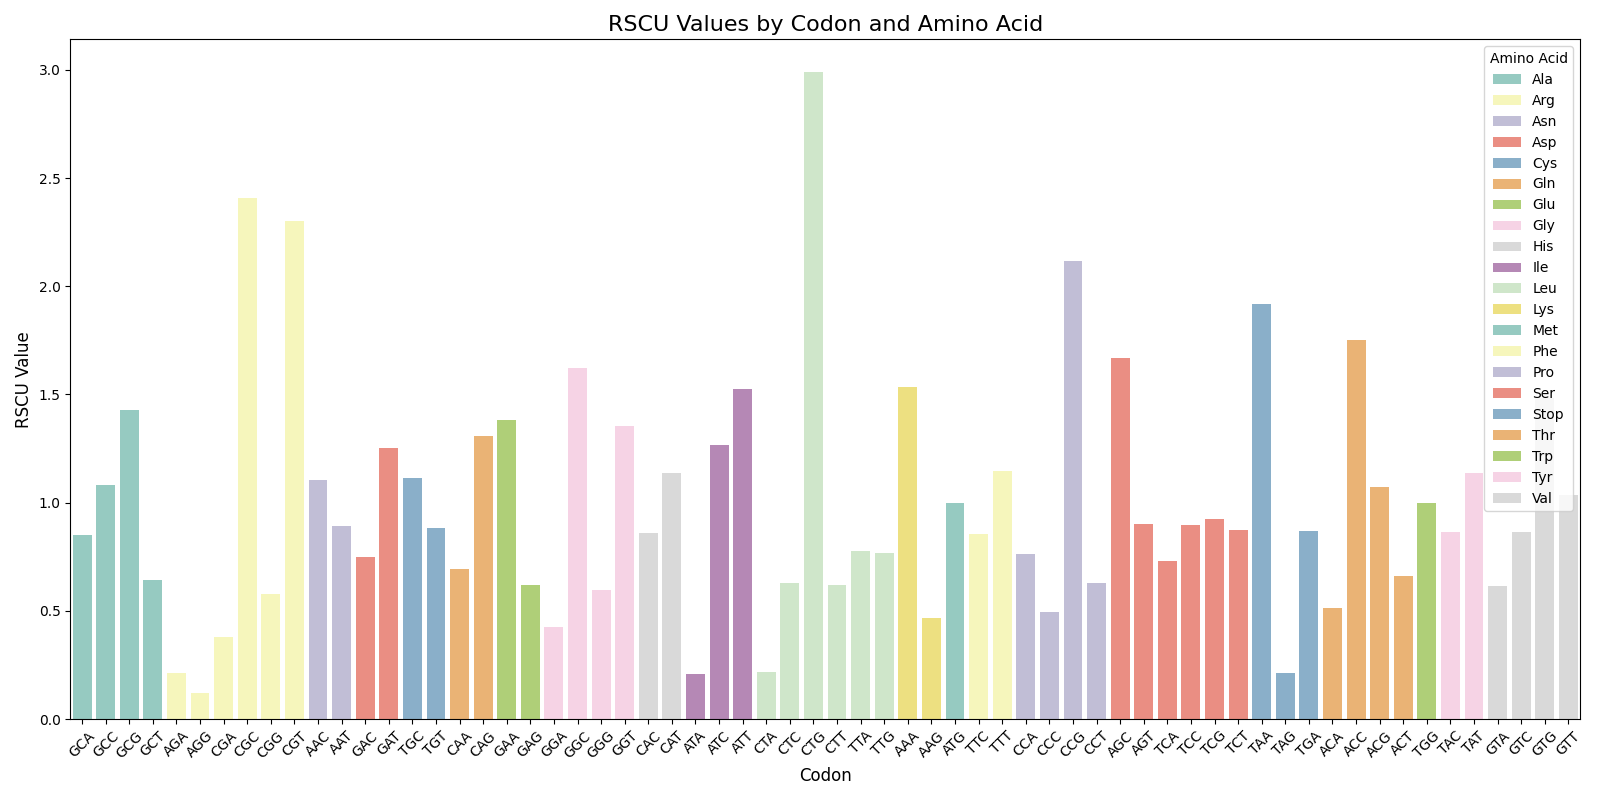 RSCU Values by Codon and Amino Acid
RSCU Value
3.0
2.5
2.0
1.5
1.0
0.5
0.0
Amino Acid
Ala
Arg
Asn
Asp
Cys
Gln
Glu
Gly
His
Ile
Leu
Lys
Met
Phe
Pro
Ser
Stop
Thr
Trp
Tyr
Val
GCA GCC GCG GCT AGA AGG CGA CGC CGG CGT AAC AAT GAC GAT TGC TGT CAA CAG GAA GAG GGA GGC GGG GGT CAC CAT ATA ATC ATT CTA CTC CTG CTT TTA TTG AAA AAG ATG TTC TTT CCA CCC CCG CCT AGC AGT TCA TCC TCG TCT TAA TAG TGA ACA ACC ACG ACT TGG TAC TAT GTA GTC GTG GTT
Codon